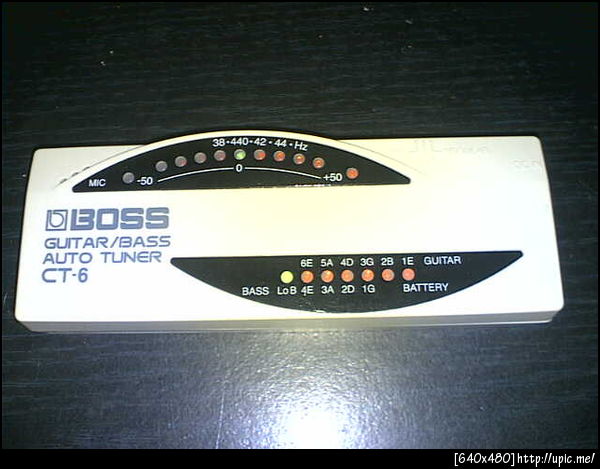 38•440•42•44•Hz
MIC -50 0 +50
BOSS
GUITAR/BASS
AUTO TUNER
CT-6
6E 5A 4D 3G 2B 1E GUITAR
BASS LoB 4E 3A 2D 1G BATTERY
[640x480]http://upic.me/